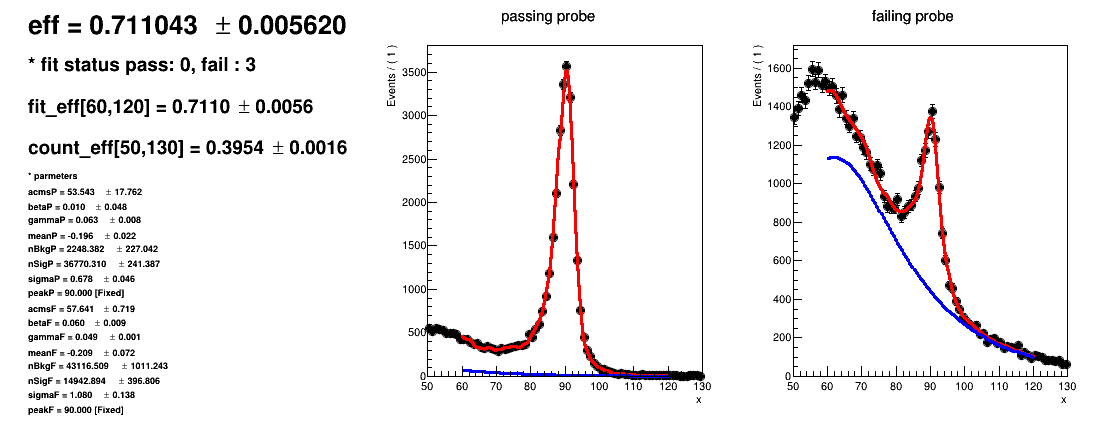 eff = 0.711043 ± 0.005620
* fit status pass: 0, fail : 3
fit_eff[60,120] = 0.7110 ± 0.0056
count_eff[50,130] = 0.3954 ± 0.0016
* parmeters
acmsP = 53.543 ± 17.762
betaP = 0.010 ± 0.048
gammaP = 0.063 ± 0.008
meanP = -0.196 ± 0.022
nBkgP = 2248.382 ± 227.042
nSigP = 36770.310 ± 241.387
sigmaP = 0.678 ± 0.046
peakP = 90.000 [Fixed]
acmsF = 57.641 ± 0.719
betaF = 0.060 ± 0.009
gammaF = 0.049 ± 0.001
meanF = -0.209 ± 0.072
nBkgF = 43116.509 ± 1011.243
nSigF = 14942.894 ± 396.806
sigmaF = 1.080 ± 0.138
peakF = 90.000 [Fixed]
passing probe
Events / ( 1 )
3500
3000
2500
2000
1500
1000
500
0
50 60 70 80 90 100 110 120 130
x
failing probe
Events / ( 1 )
1600
1400
1200
1000
800
600
400
200
0
50 60 70 80 90 100 110 120 130
x